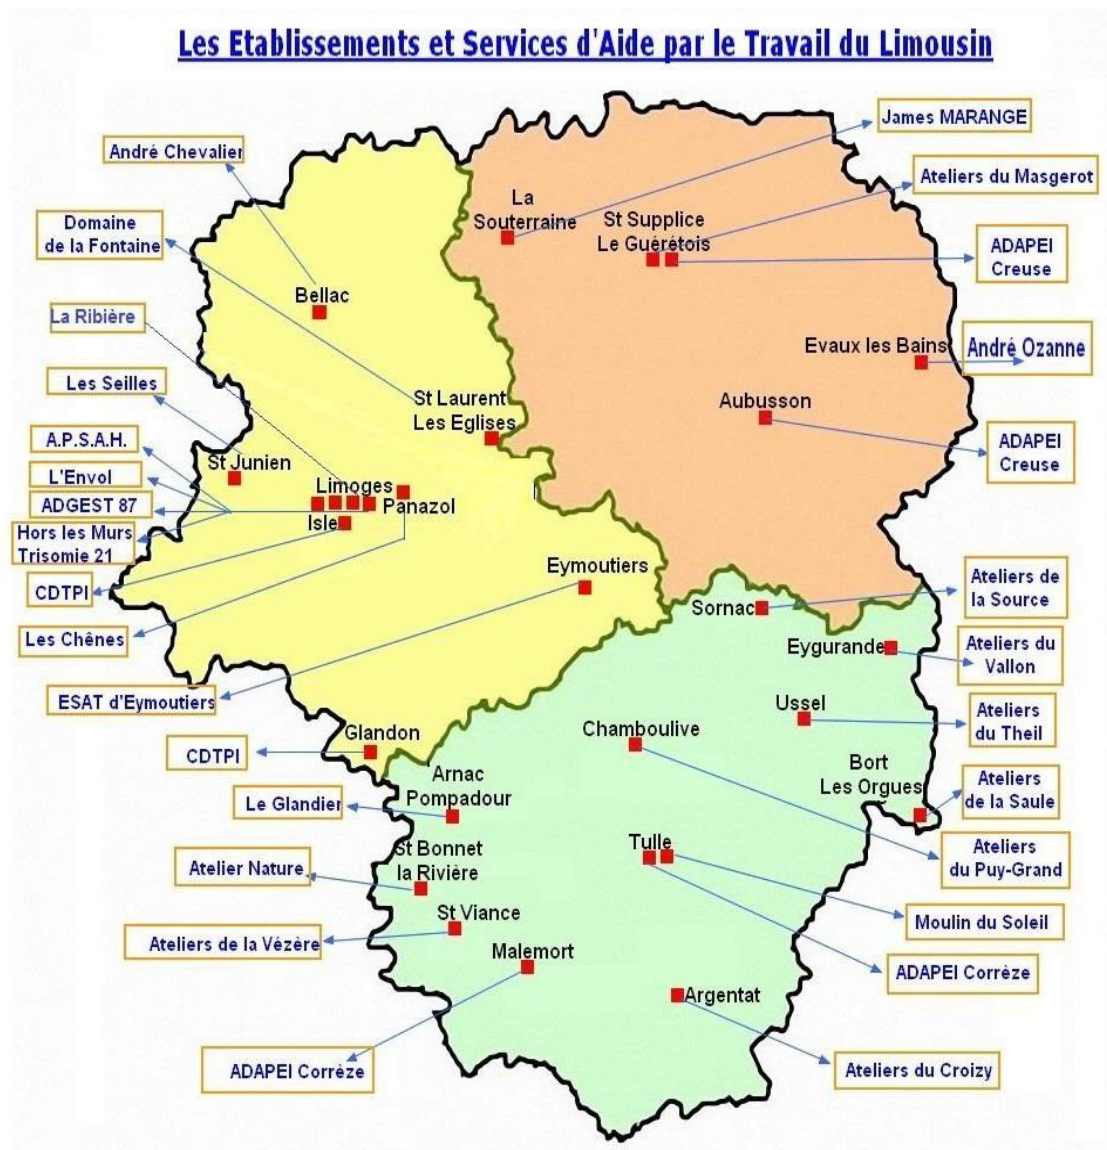 Les Etablissements et Services d'Aide par le Travail du Limousin
James MARANGE
André Chevalier
Ateliers du Masgerot
La
Souterraine
St Supplice
Le Guérétois
Domaine
de la Fontaine
ADAPEI
Creuse
Bellac
La Ribière
Evaux les Bains
André Ozanne
Les Seilles
St Laurent
Les Eglises
Aubusson
A.P.S.A.H.
ADAPEI
Creuse
St Junien
L'Envol
Limoges
ADGEST 87
Panazol
Isle
Hors les Murs
Trisomie 21
Eymoutiers
CDTPI
Ateliers de
la Source
Sornac
Les Chênes
Eygurande
Ateliers du
Vallon
ESAT d'Eymoutiers
Ussel
Ateliers
du Theil
Chamboulive
Glandon
CDTPI
Bort
Les Orgues
Arnac
Pompadour
Ateliers
de la Saule
Le Glandier
Tulle
St Bonnet
la Rivière
Ateliers
du Puy-Grand
Atelier Nature
St Viance
Moulin du Soleil
Ateliers de la Vézère
Malemort
ADAPEI Corrèze
Argentat
ADAPEI Corrèze
Ateliers du Croizy